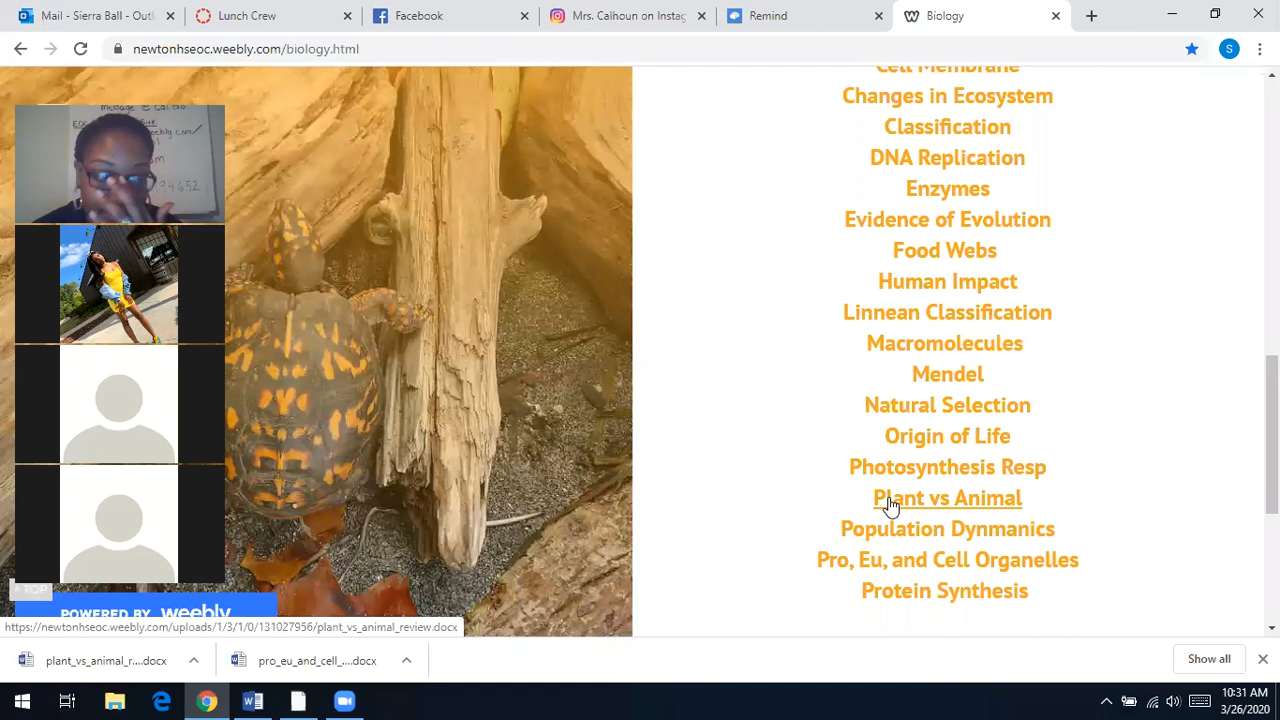 Mail - Sierra Ball - Outl
Lunch Crew
Facebook
Mrs. Calhoun on Instag
Remind
Biology
newtonhseoc.weebly.com/biology.html
S
Cell Membrane
Changes in Ecosystem
Classification
DNA Replication
Enzymes
Evidence of Evolution
Food Webs
Human Impact
Linnean Classification
Macromolecules
Mendel
Natural Selection
Origin of Life
Photosynthesis Resp
Plant vs Animal
Population Dynmanics
Pro, Eu, and Cell Organelles
Protein Synthesis
message @
TOP
POWERED BY weebly
https://newtonhseoc.weebly.com/uploads/1/3/1/0/131027956/plant_vs_animal_review.docx
plant_vs_animal_r....docx
pro_eu_and_cell_....docx
Show all
10:31 AM
3/26/2020